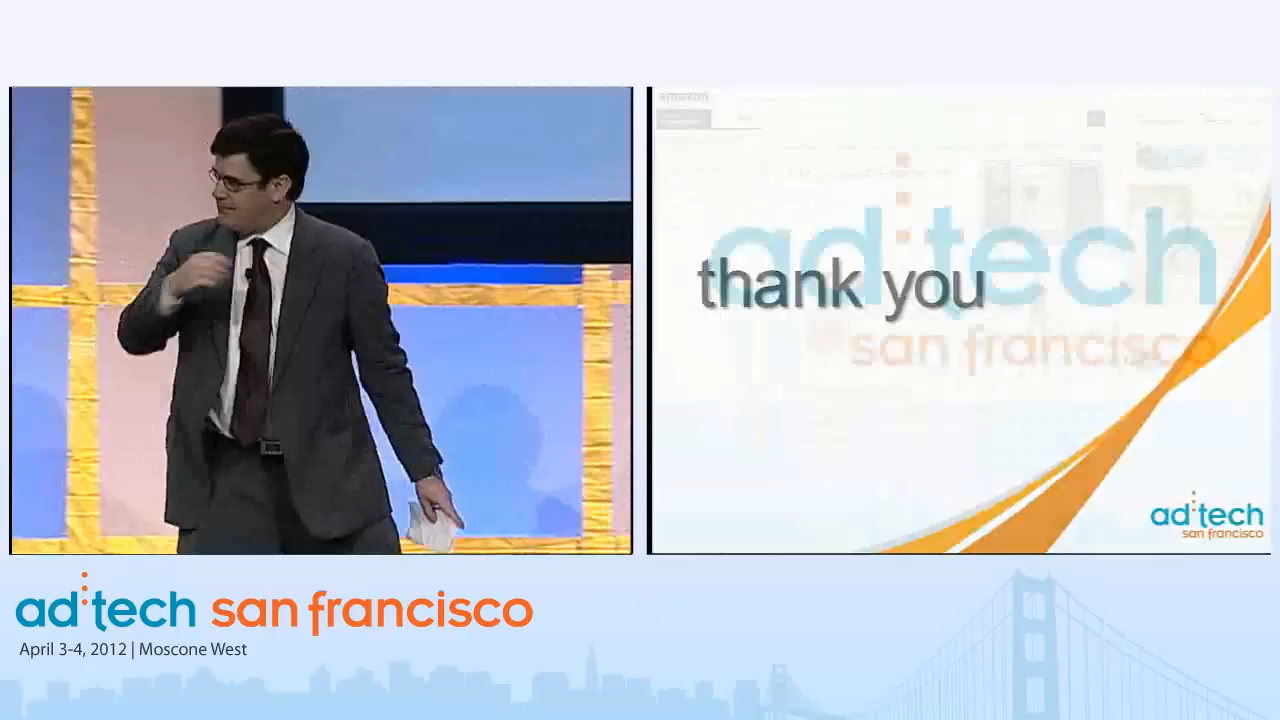 amazon
ad:tech
thank you
san francisco
ad:tech
san francisco
ad:tech san francisco
April 3-4, 2012 | Moscone West